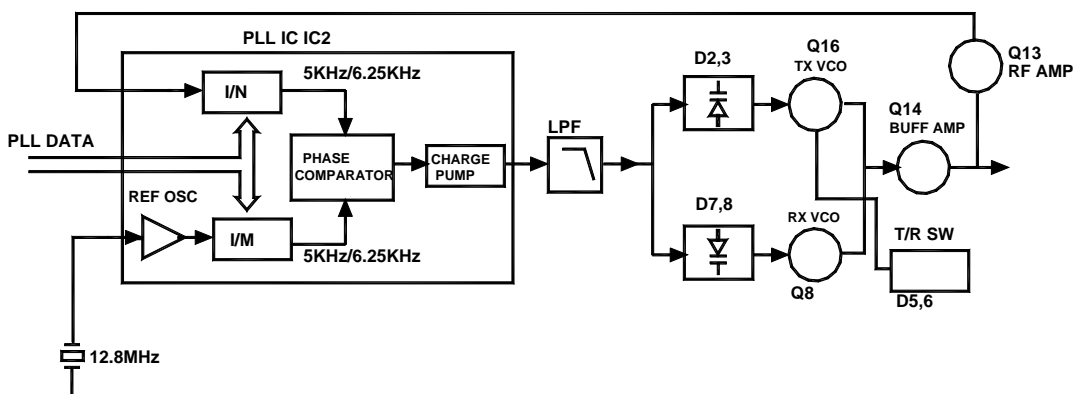 PLL IC IC2
5KHz/6.25KHz
I/N
PLL DATA
PHASE
COMPARATOR
CHARGE
PUMP
REF OSC
I/M
5KHz/6.25KHz
12.8MHz
LPF
D2,3
Q16
TX VCO
Q13
RF AMP
Q14
BUFF AMP
D7,8
RX VCO
Q8
T/R SW
D5,6